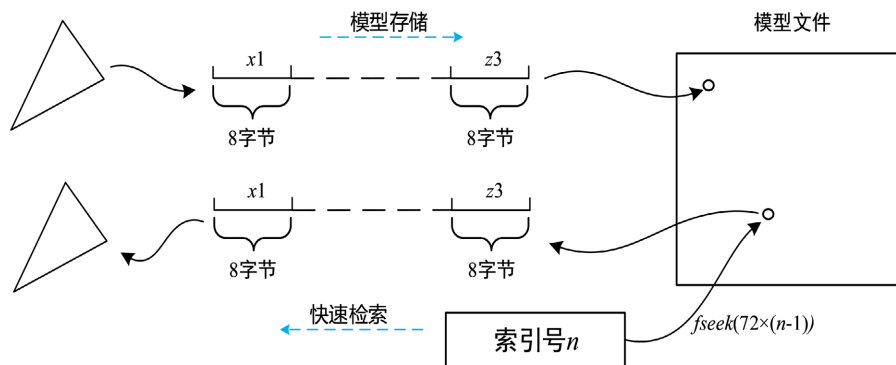 模型存储
模型文件
x1
z3
8字节
8字节
x1
z3
8字节
8字节
快速检索
索引号n
fseek(72×(n-1))